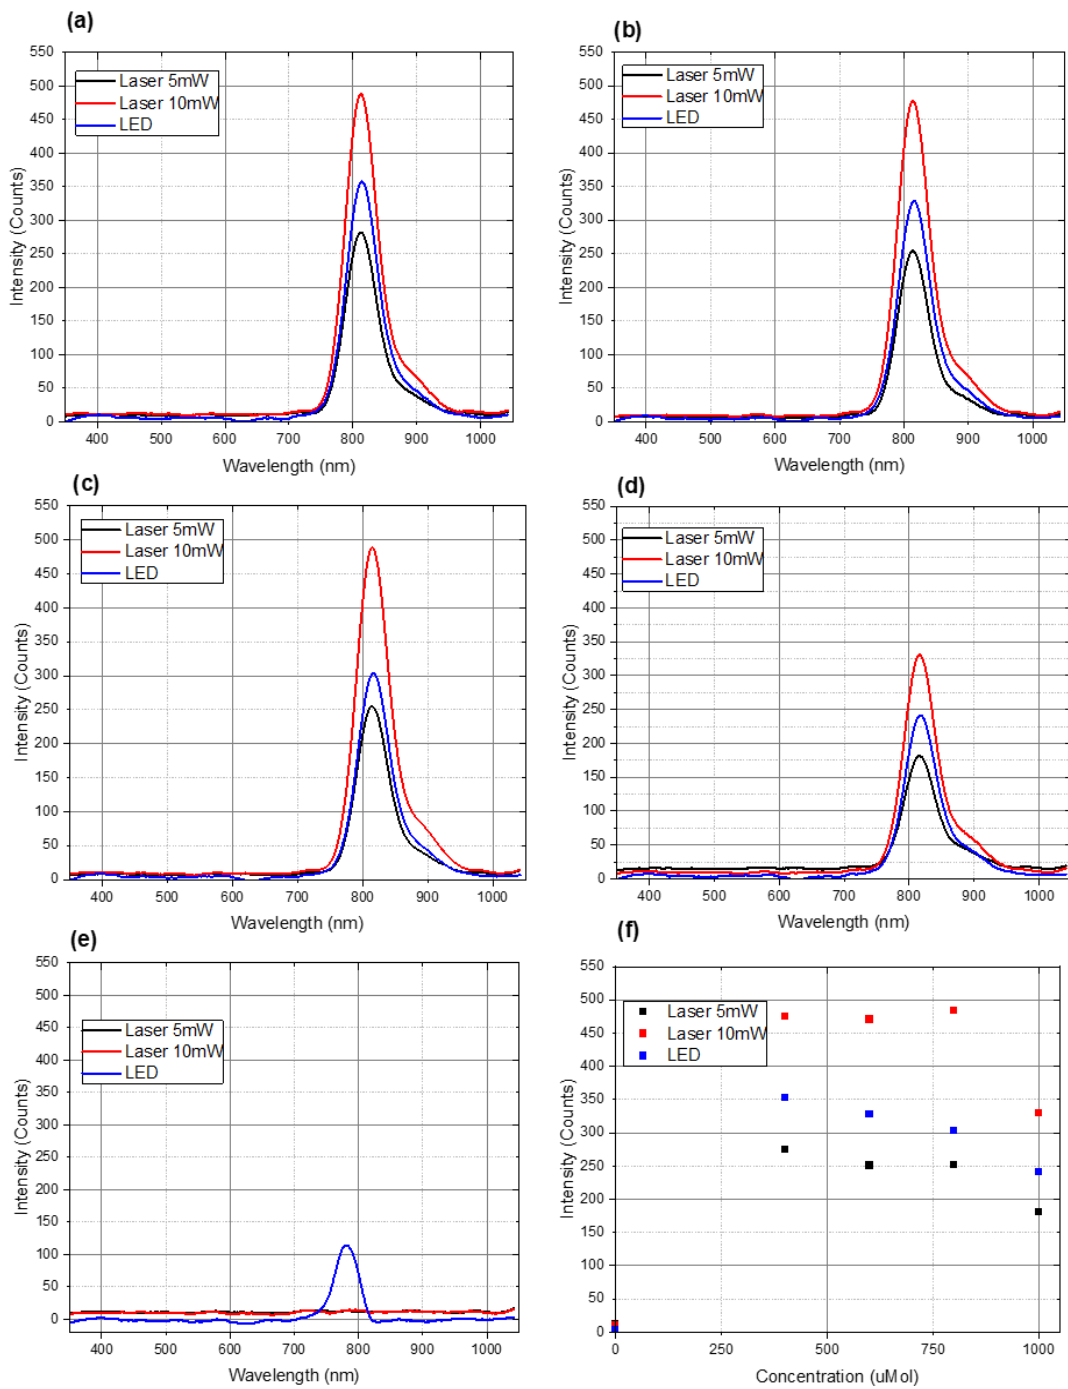 (a)
550
500
450
400
350
300
250
200
150
100
50
0
Intensity (Counts)
Laser 5mW
Laser 10mW
LED
400 500 600 700 800 900 1000
Wavelength (nm)
(b)
550
500
450
400
350
300
250
200
150
100
50
0
Intensity (Counts)
Laser 5mW
Laser 10mW
LED
400 500 600 700 800 900 1000
Wavelength (nm)
(c)
550
500
450
400
350
300
250
200
150
100
50
0
Intensity (Counts)
Laser 5mW
Laser 10mW
LED
400 500 600 700 800 900 1000
Wavelength (nm)
(d)
550
500
450
400
350
300
250
200
150
100
50
0
Intensity (Counts)
Laser 5mW
Laser 10mW
LED
400 500 600 700 800 900 1000
Wavelength (nm)
(e)
550
500
450
400
350
300
250
200
150
100
50
0
Intensity (Counts)
Laser 5mW
Laser 10mW
LED
400 500 600 700 800 900 1000
Wavelength (nm)
(f)
550
500
450
400
350
300
250
200
150
100
50
0
Intensity (Counts)
Laser 5mW
Laser 10mW
LED
0 250 500 750 1000
Concentration (uMol)